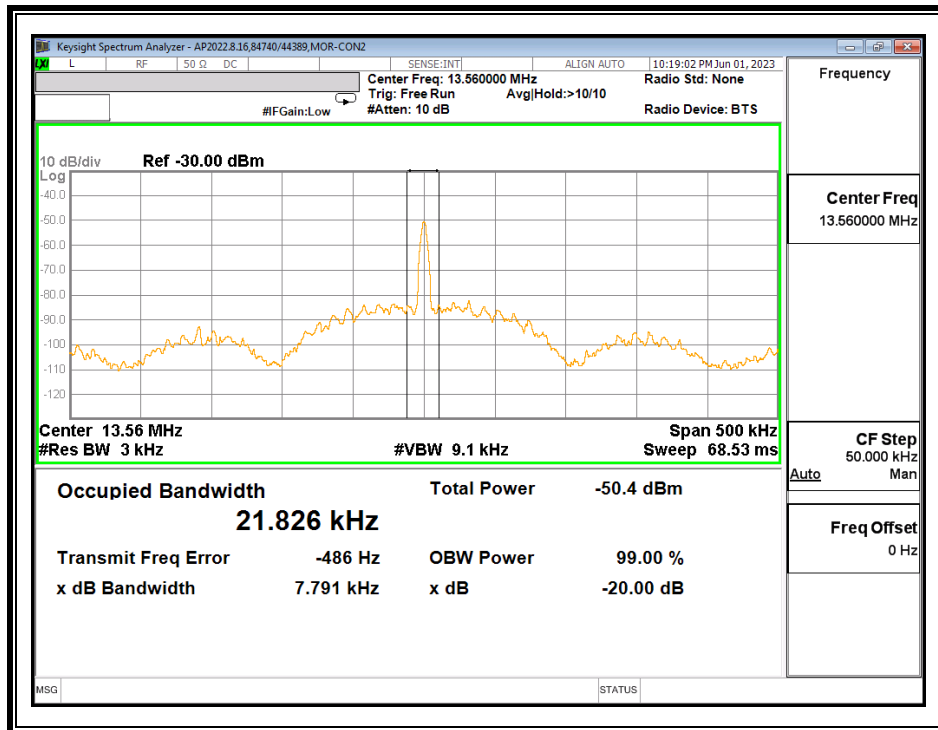 Keysight Spectrum Analyzer - AP2022.8.16,84740/44389,MOR-CON2
LXI L RF 50 Ω DC SENSE:INT ALIGN AUTO 10:19:02 PM Jun 01, 2023
Center Freq: 13.560000 MHz Radio Std: None
Trig: Free Run Avg|Hold:>10/10
#IFGain:Low #Atten: 10 dB Radio Device: BTS
10 dB/div Ref -30.00 dBm
Log
-40.0
-50.0
-60.0
-70.0
-80.0
-90.0
-100
-110
-120
Center 13.56 MHz Span 500 kHz
#Res BW 3 kHz #VBW 9.1 kHz Sweep 68.53 ms
Occupied Bandwidth Total Power -50.4 dBm
21.826 kHz
Transmit Freq Error -486 Hz OBW Power 99.00 %
x dB Bandwidth 7.791 kHz x dB -20.00 dB
Frequency
Center Freq
13.560000 MHz
CF Step
50.000 kHz
Auto Man
Freq Offset
0 Hz
MSG STATUS